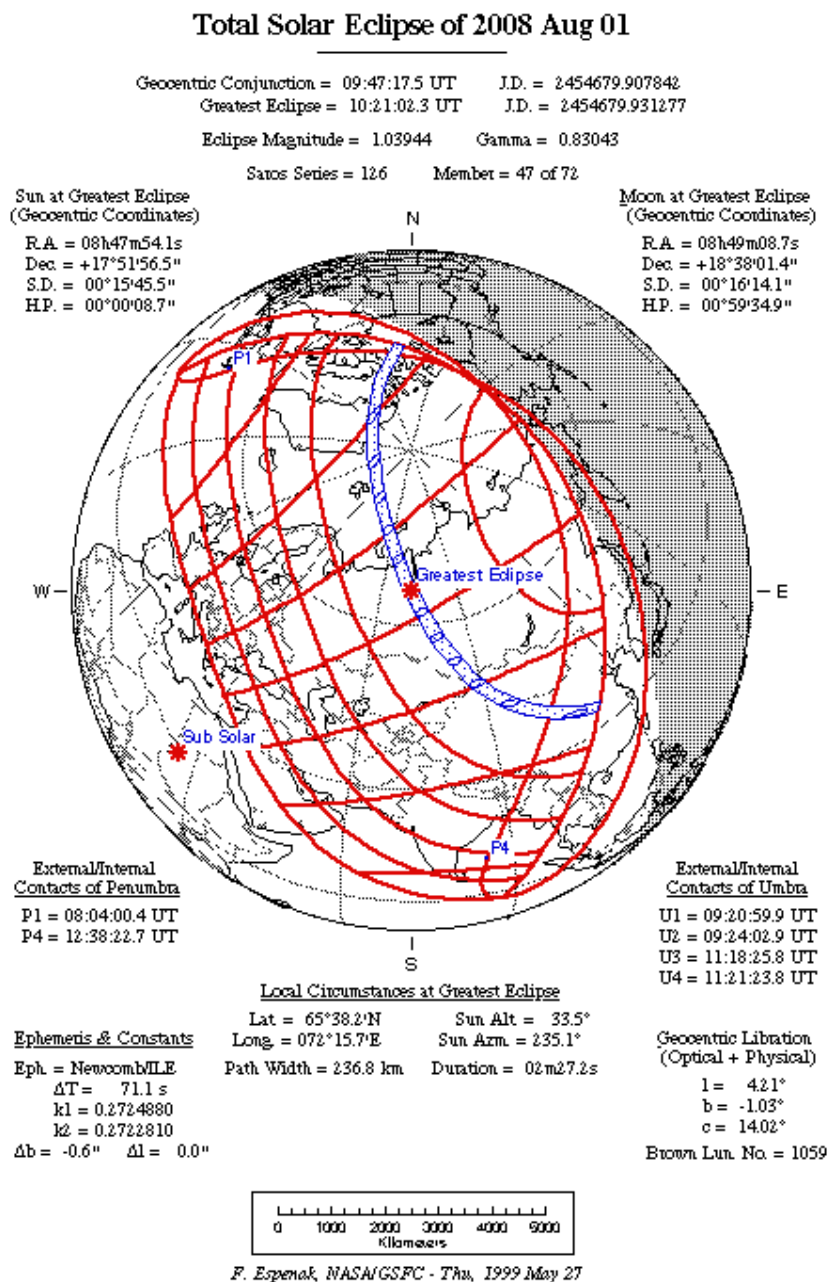 Total Solar Eclipse of 2008 Aug 01
Geocentric Conjunction = 09:47:17.5 UT J.D. = 2454679.907842
Greatest Eclipse = 10:21:02.3 UT J.D. = 2454679.931277
Eclipse Magnitude = 1.03944 Gamma = 0.83043
Saros Series = 126 Member = 47 of 72
Sun at Greatest Eclipse
(Geocentric Coordinates)
R.A. = 08h47m54.1s
Dec. = +17°51'56.5"
S.D. = 00°15'45.5"
H.P. = 00°00'08.7"
Moon at Greatest Eclipse
(Geocentric Coordinates)
R.A. = 08h49m08.7s
Dec. = +18°38'01.4"
S.D. = 00°16'14.1"
H.P. = 00°59'34.9"
N
P1
W
Greatest Eclipse
E
Sub Solar
P4
S
External/Internal
Contacts of Penumbra
P1 = 08:04:00.4 UT
P4 = 12:38:22.7 UT
External/Internal
Contacts of Umbra
U1 = 09:20:59.9 UT
U2 = 09:24:02.9 UT
U3 = 11:18:25.8 UT
U4 = 11:21:23.8 UT
Local Circumstances at Greatest Eclipse
Lat. = 65°38.2'N Sun Alt. = 33.5°
Long. = 072°15.7'E Sun Azm. = 235.1°
Path Width = 236.8 km Duration = 02m27.2s
Ephemeris & Constants
Eph. = Newcomb/ILE
ΔT = 71.1 s
k1 = 0.2724880
k2 = 0.2722810
Δb = -0.6" Δl = 0.0"
Geocentric Libration
(Optical + Physical)
l = 4.21°
b = -1.03°
c = 14.02°
Brown Lun. No. = 1059
0 1000 2000 3000 4000 5000
Kilometers
F. Espenak, NASA/GSFC - Thu, 1999 May 27